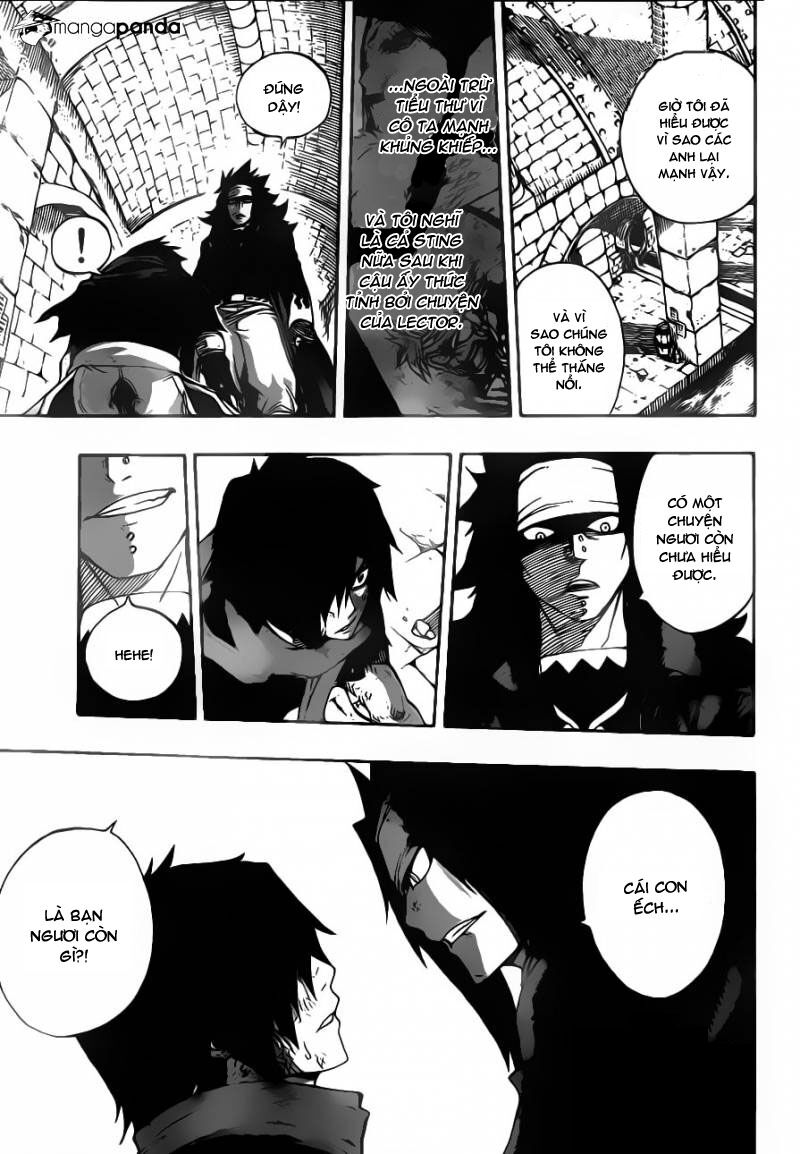 mangapanda
GIỜ TÔI ĐÃ
HIỂU ĐƯỢC
VÌ SAO CÁC
ANH LẠI
MẠNH VẬY.
VÀ VÌ
SAO CHÚNG
TÔI KHÔNG
THỂ THẮNG
NỔI.
...NGOÀI TRỪ
TIỂU THƯ VÌ
CÔ TA MẠNH
KHỦNG KHIẾP...
VÀ TÔI NGHĨ
LÀ CẢ STING
NỮA SAU KHI
CẬU ẤY THỨC
TỈNH BỞI CHUYỆN
CỦA LECTOR.
ĐỨNG
DẬY!
!
CÓ MỘT
CHUYỆN
NGƯƠI CÒN
CHƯA HIỂU
ĐƯỢC.
HEHE!
CÁI CON
ẾCH...
LÀ BẠN
NGƯƠI CÒN
GÌ?!